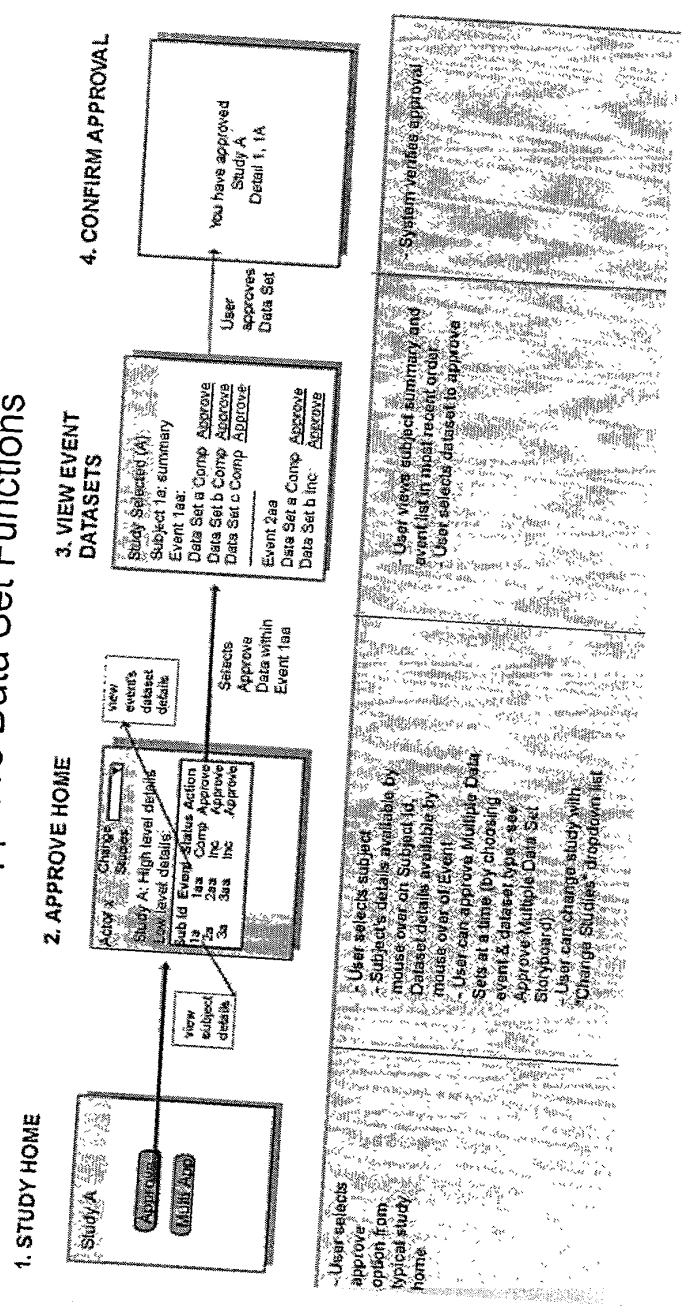 Data Set Functions
1. STUDY HOME
Study A
Approve
Multi App
2. APPROVE HOME
Actor x
Change
Studies
Study A: High level details
Low level details:
Sub Id Event Status Action
1a 1aa Comp Approve
2a 2aa Inc Approve
3a 3aa Inc Approve
view
subject
details
view
event's
dataset
details
Selects
Approve
Data within
Event 1aa
3. VIEW EVENT
DATASETS
Study Selected (A):
Subject 1a: summary
Event 1aa:
Data Set a Comp Approve
Data Set b Comp Approve
Data Set c Comp Approve
Event 2aa
Data Set a Comp Approve
Data Set b Inc Approve
User
approves
Data Set
4. CONFIRM APPROVAL
You have approved
Study A
Detail 1, 1A
- User selects
approve
option from
typical study
home
- User selects subject
- Subject's details available by
mouse over on Subject Id,
Dataset details available by
mouse over of Event
- User can approve Multiple Data
Sets at a time (by choosing
event & dataset type - see
Approve Multiple Data Set
Storyboard)
- User can change study with
"Change Studies" dropdown list
- User views subject summary and
event list in most recent order
- User selects dataset to approve
- System verifies approval